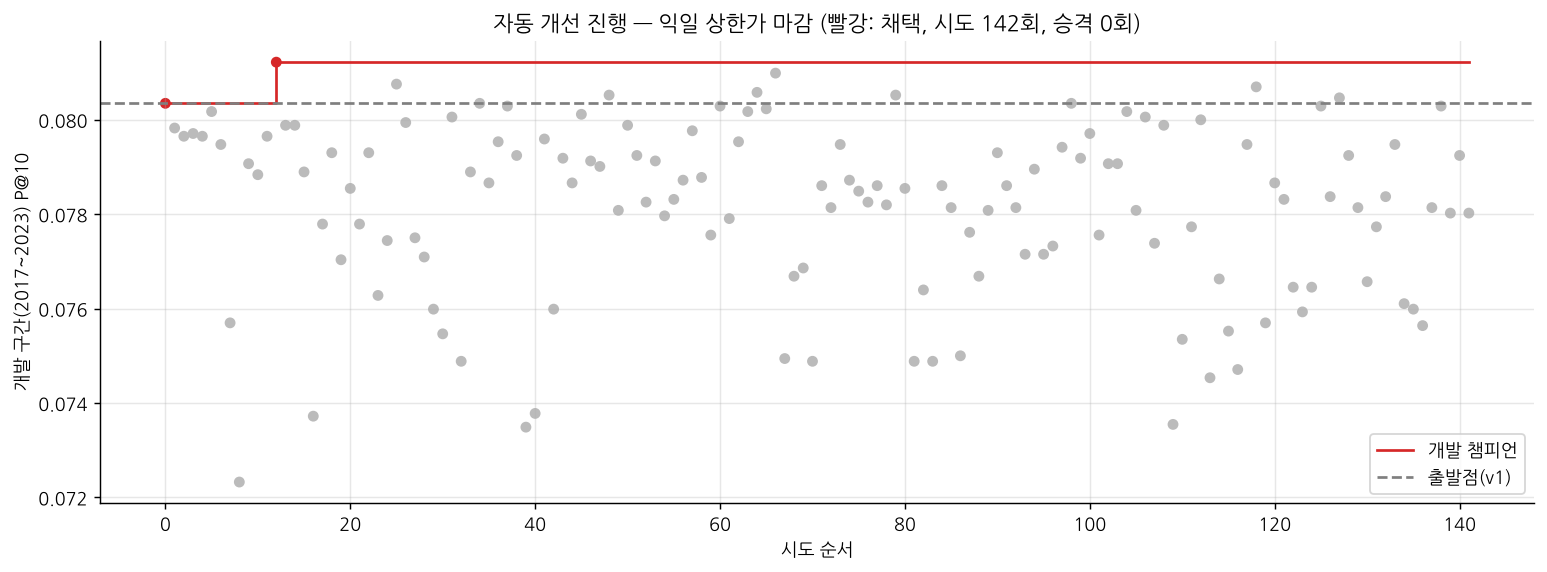 자동 개선 진행 — 익일 상한가 마감 (빨강: 채택, 시도 142회, 승격 0회)
개발 구간(2017~2023) P@10
0.080
0.078
0.076
0.074
0.072
0
20
40
60
80
100
120
140
시도 순서
개발 챔피언
출발점(v1)